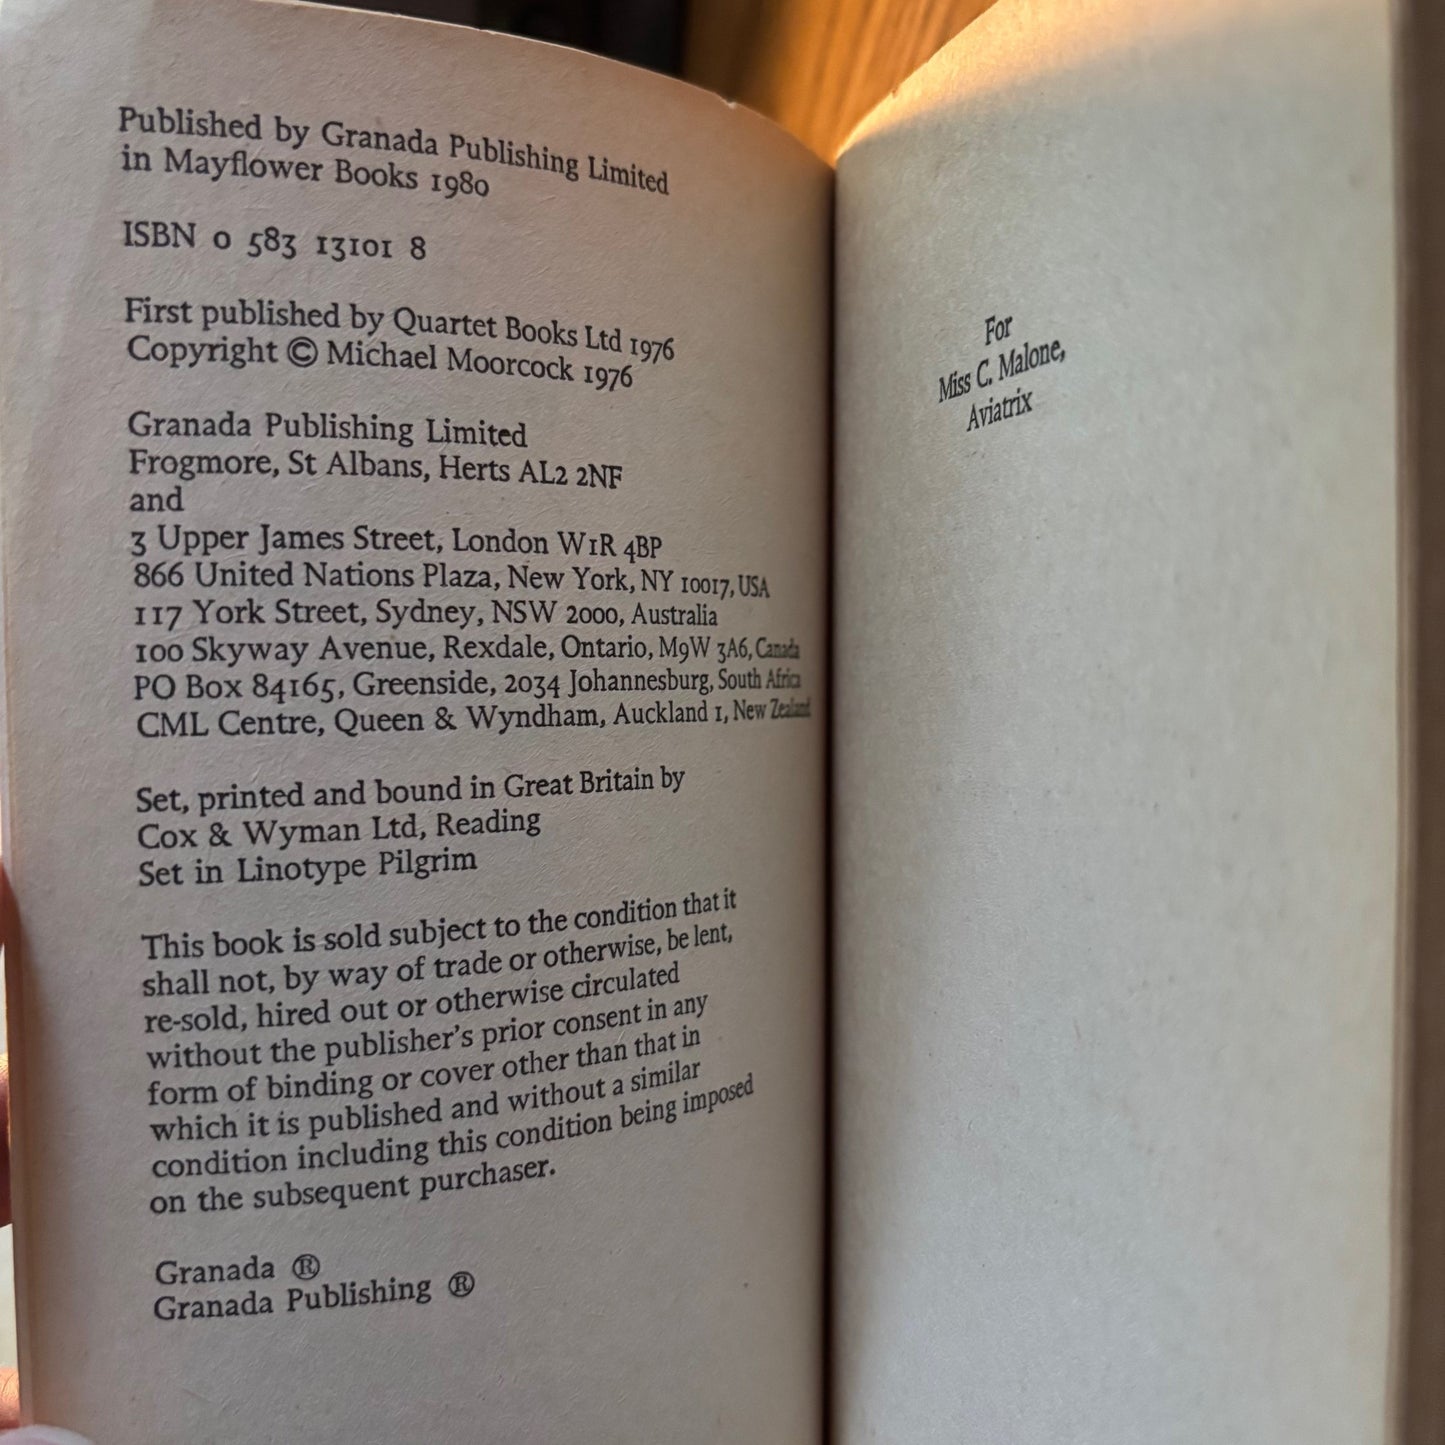 Published by Granada Publishing Limited
in Mayflower Books 1980
ISBN 0 583 13101 8
First published by Quartet Books Ltd 1976
Copyright © Michael Moorcock 1976
Granada Publishing Limited
Frogmore, St Albans, Herts AL2 2NF
and
3 Upper James Street, London W1R 4BP
866 United Nations Plaza, New York, NY 10017, USA
117 York Street, Sydney, NSW 2000, Australia
100 Skyway Avenue, Rexdale, Ontario, M9W 3A6, Canada
PO Box 84165, Greenside, 2034 Johannesburg, South Africa
CML Centre, Queen & Wyndham, Auckland 1, New Zealand
Set, printed and bound in Great Britain by
Cox & Wyman Ltd, Reading
Set in Linotype Pilgrim
This book is sold subject to the condition that it
shall not, by way of trade or otherwise, be lent,
re-sold, hired out or otherwise circulated
without the publisher's prior consent in any
form of binding or cover other than that in
which it is published and without a similar
condition including this condition being imposed
on the subsequent purchaser.
Granada ®
Granada Publishing ®
For
Miss C. Malone,
Aviatrix